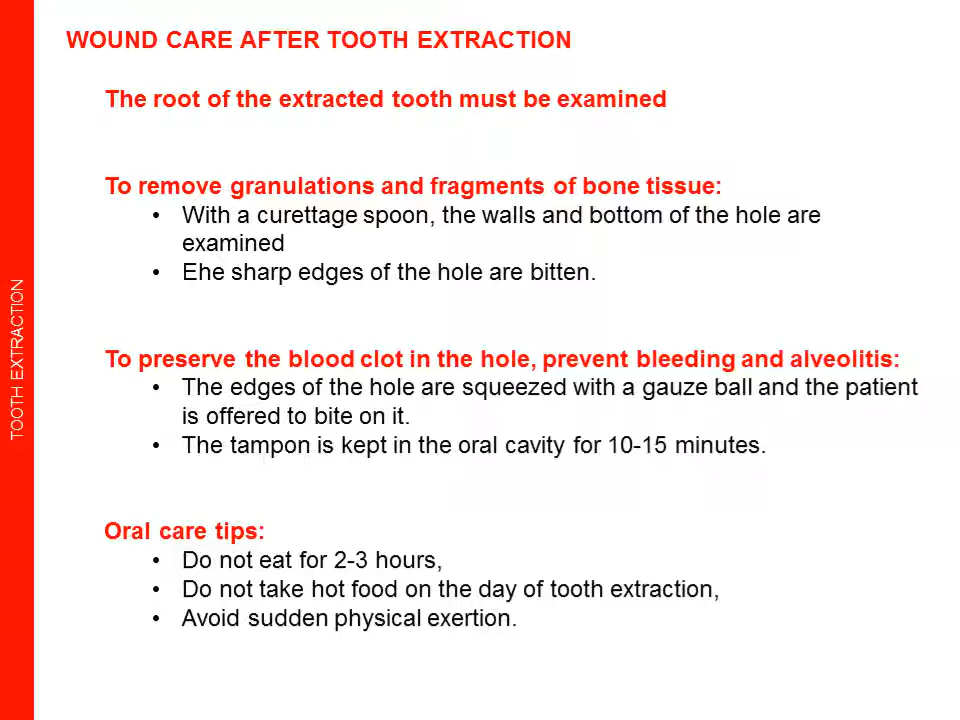 WOUND CARE AFTER TOOTH EXTRACTION
The root of the extracted tooth must be examined
To remove granulations and fragments of bone tissue:
• With a curettage spoon, the walls and bottom of the hole are
examined
• Ehe sharp edges of the hole are bitten.
To preserve the blood clot in the hole, prevent bleeding and alveolitis:
• The edges of the hole are squeezed with a gauze ball and the patient
is offered to bite on it.
• The tampon is kept in the oral cavity for 10-15 minutes.
Oral care tips:
• Do not eat for 2-3 hours,
• Do not take hot food on the day of tooth extraction,
• Avoid sudden physical exertion.
TOOTH EXTRACTION